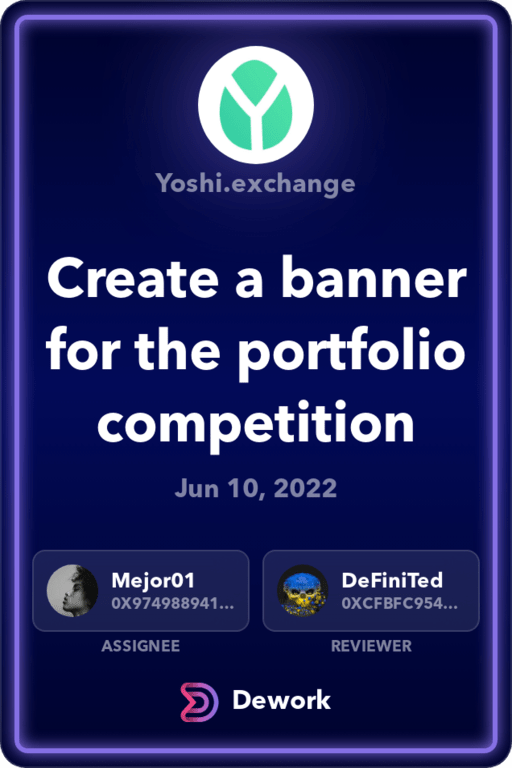 Yoshi.exchange
Create a banner
for the portfolio
competition
Jun 10, 2022
Mejor01
0X974988941...
ASSIGNEE
DeFiniTed
0XCFBFC954...
REVIEWER
Dework